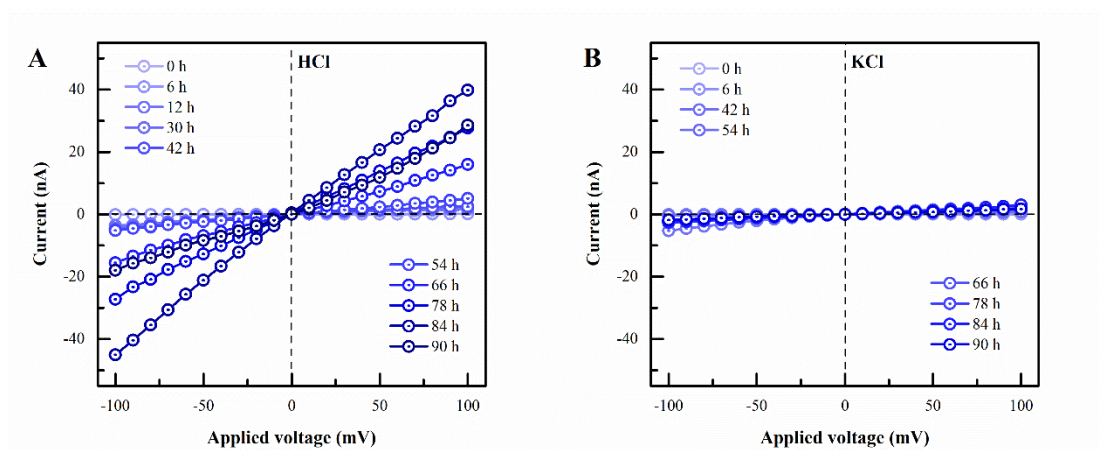 A
HCl
0 h
6 h
12 h
30 h
42 h
54 h
66 h
78 h
84 h
90 h
40
20
0
-20
-40
-100
-50
0
50
100
Current (nA)
Applied voltage (mV)
B
KCl
0 h
6 h
42 h
54 h
66 h
78 h
84 h
90 h
40
20
0
-20
-40
-100
-50
0
50
100
Current (nA)
Applied voltage (mV)